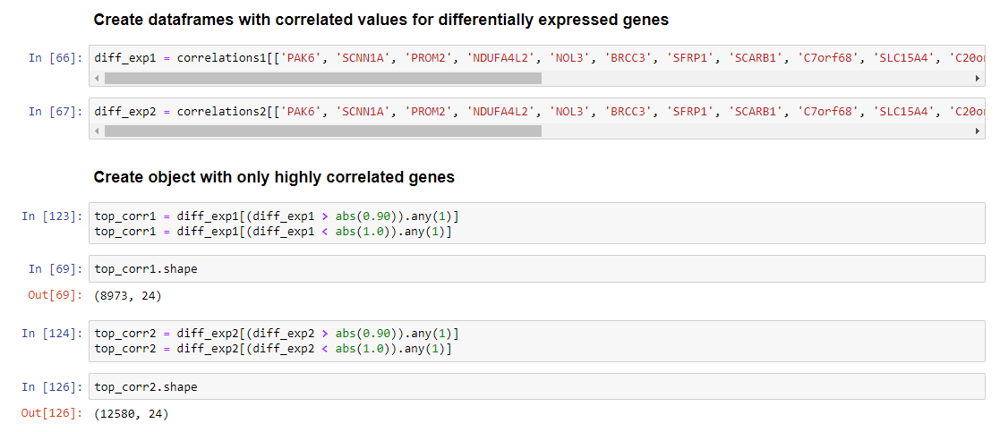 Create dataframes with correlated values for differentially expressed genes
In [66]: diff_exp1 = correlations1[['PAK6', 'SCNN1A', 'PROM2', 'NDUFA4L2', 'NOL3', 'BRCC3', 'SFRP1', 'SCARB1', 'C7orf68', 'SLC15A4', 'C20or
In [67]: diff_exp2 = correlations2[['PAK6', 'SCNN1A', 'PROM2', 'NDUFA4L2', 'NOL3', 'BRCC3', 'SFRP1', 'SCARB1', 'C7orf68', 'SLC15A4', 'C20or
Create object with only highly correlated genes
In [123]: top_corr1 = diff_exp1[(diff_exp1 > abs(0.90)).any(1)]
top_corr1 = diff_exp1[(diff_exp1 < abs(1.0)).any(1)]
In [69]: top_corr1.shape
Out[69]: (8973, 24)
In [124]: top_corr2 = diff_exp2[(diff_exp2 > abs(0.90)).any(1)]
top_corr2 = diff_exp2[(diff_exp2 < abs(1.0)).any(1)]
In [126]: top_corr2.shape
Out[126]: (12580, 24)